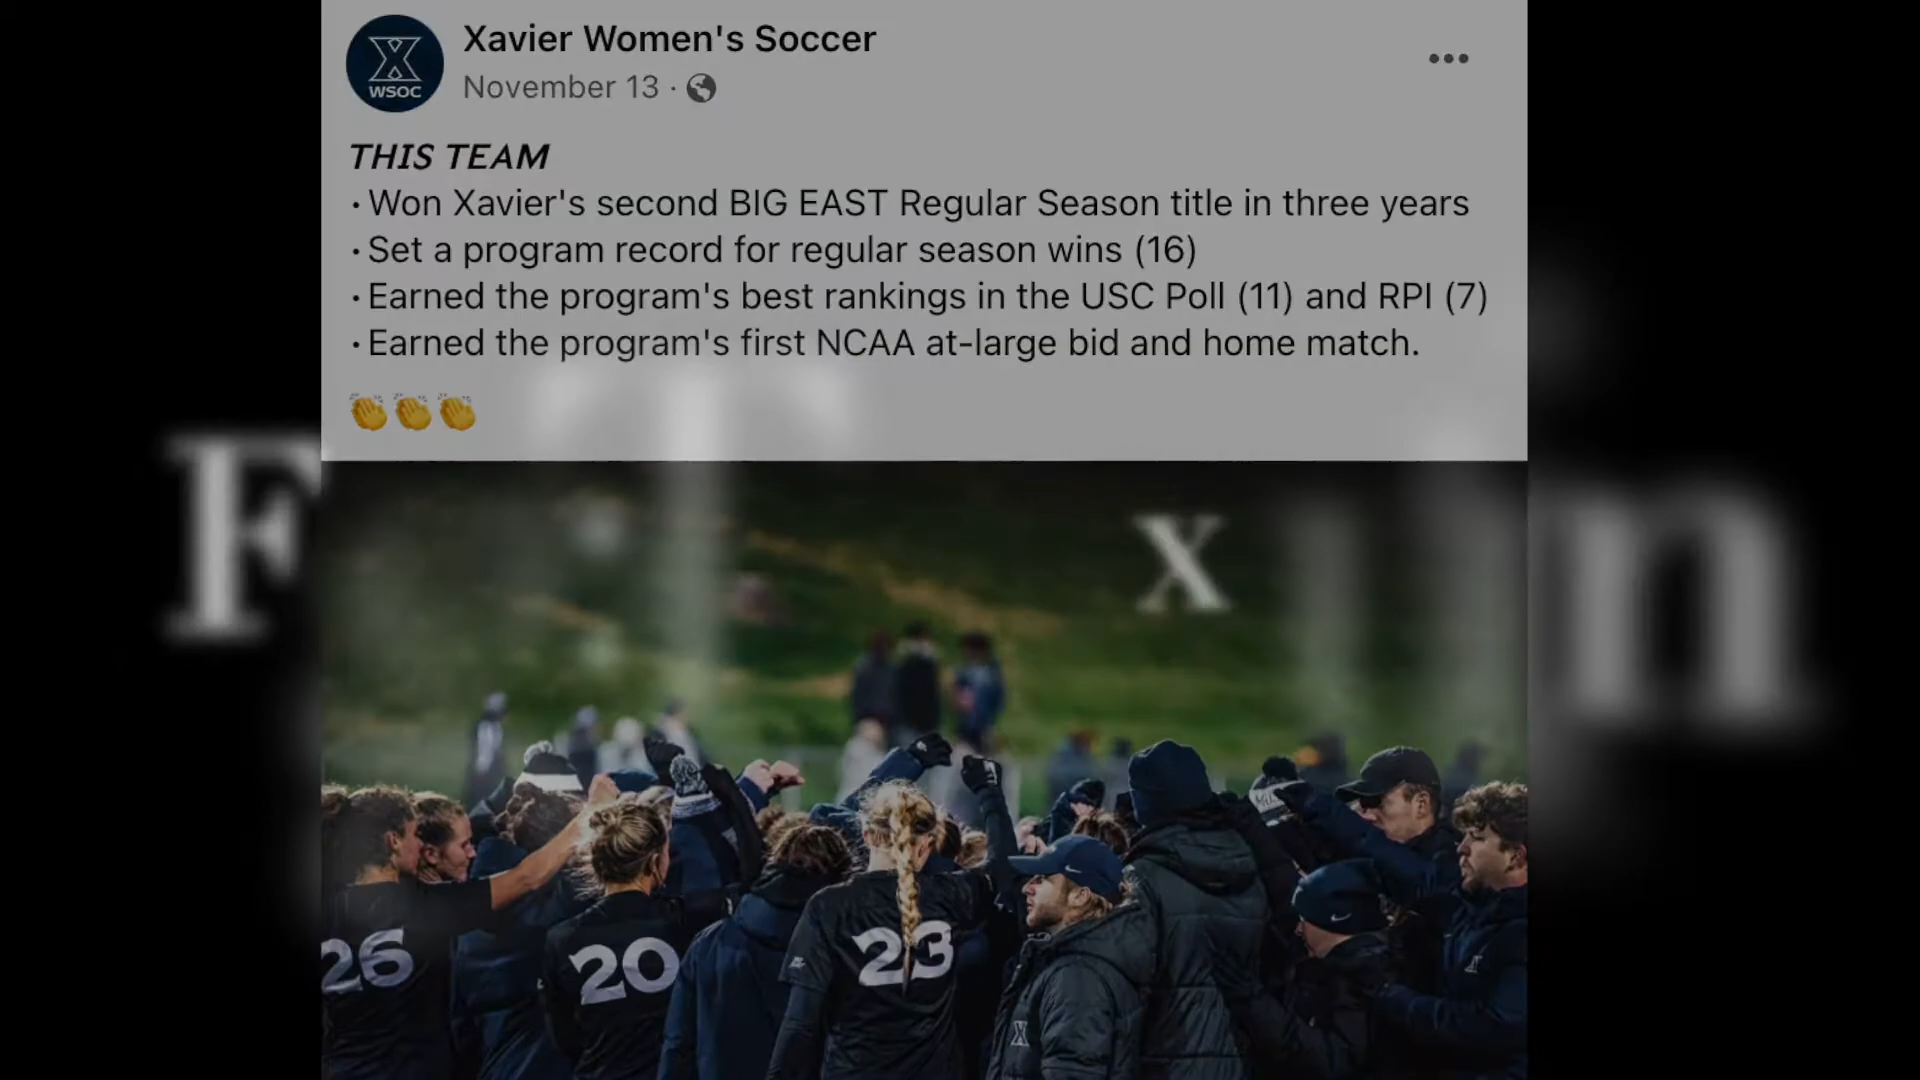 X
WSOC
Xavier Women's Soccer
November 13 ·
THIS TEAM
· Won Xavier's second BIG EAST Regular Season title in three years
· Set a program record for regular season wins (16)
· Earned the program's best rankings in the USC Poll (11) and RPI (7)
· Earned the program's first NCAA at-large bid and home match.
F
X
m
26
20
23
X